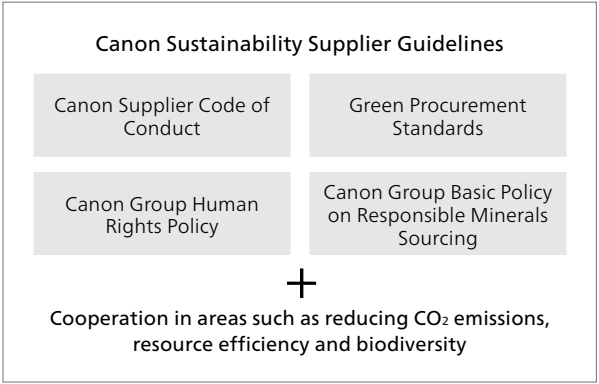 Canon Sustainability Supplier Guidelines
Canon Supplier Code of
Conduct
Green Procurement
Standards
Canon Group Human
Rights Policy
Canon Group Basic Policy
on Responsible Minerals
Sourcing
+
Cooperation in areas such as reducing CO₂ emissions,
resource efficiency and biodiversity